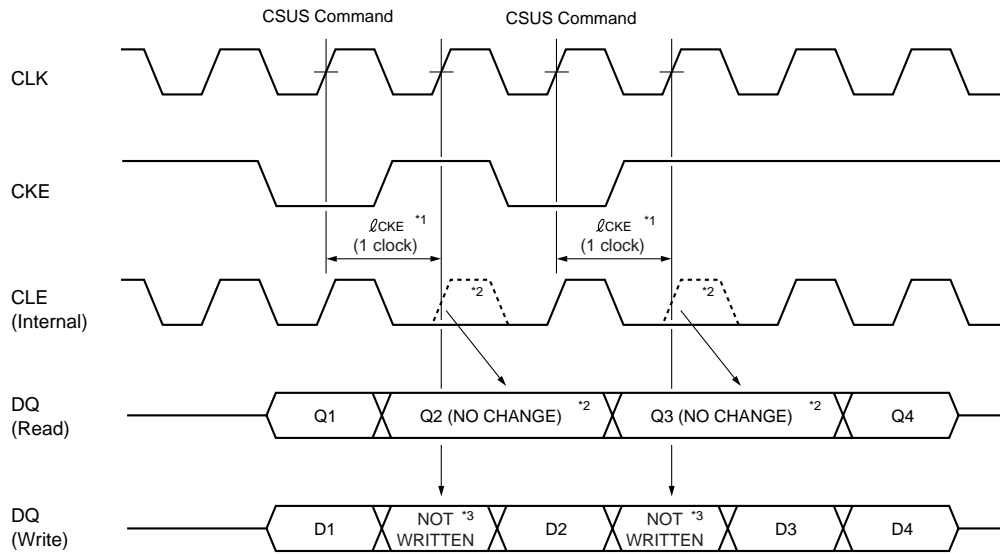 CSUS Command
CSUS Command
CLK
CKE
ℓCKE *1
(1 clock)
ℓCKE *1
(1 clock)
CLE
(Internal)
*2
*2
DQ
(Read)
Q1
Q2 (NO CHANGE) *2
Q3 (NO CHANGE) *2
Q4
DQ
(Write)
D1
NOT *3
WRITTEN
D2
NOT *3
WRITTEN
D3
D4